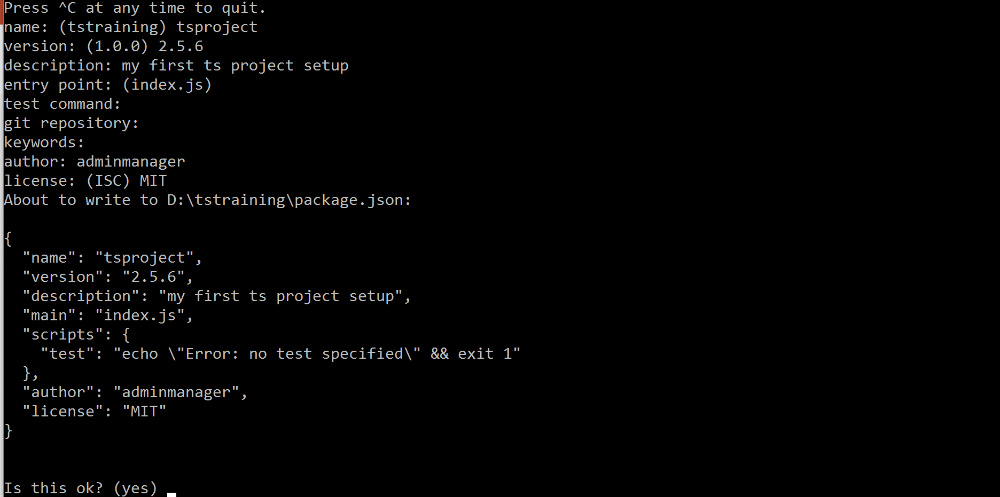 Press ^C at any time to quit.
name: (tstraining) tsproject
version: (1.0.0) 2.5.6
description: my first ts project setup
entry point: (index.js)
test command:
git repository:
keywords:
author: adminmanager
license: (ISC) MIT
About to write to D:\tstraining\package.json:

{
  "name": "tsproject",
  "version": "2.5.6",
  "description": "my first ts project setup",
  "main": "index.js",
  "scripts": {
    "test": "echo \"Error: no test specified\" && exit 1"
  },
  "author": "adminmanager",
  "license": "MIT"
}

Is this ok? (yes)